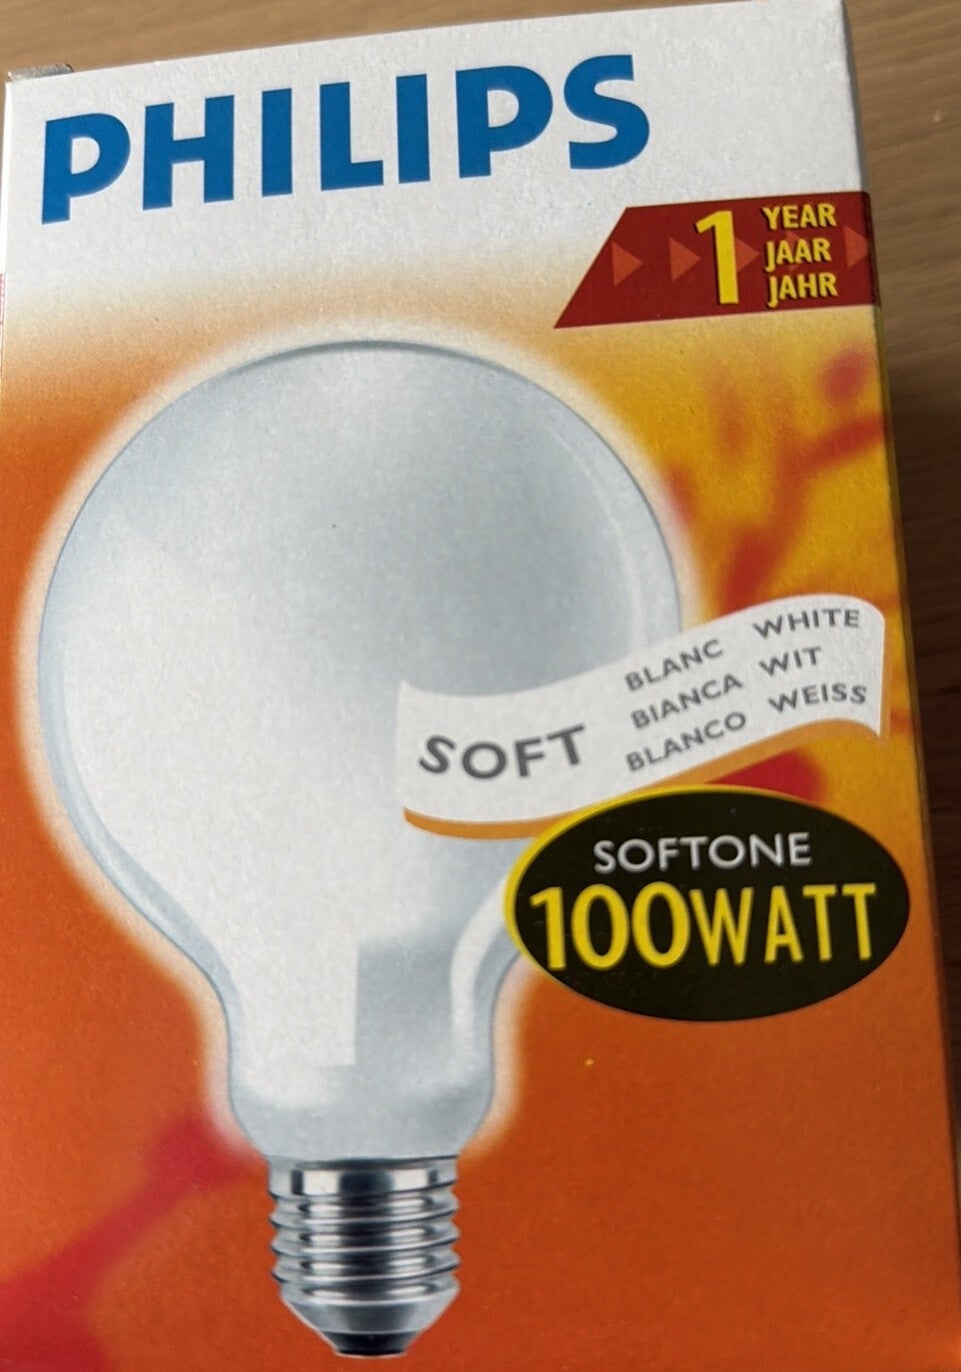 PHILIPS
1 YEAR
JAAR
JAHR
SOFT
BLANC WHITE
BIANCA WIT
BLANCO WEISS
SOFTONE
100WATT